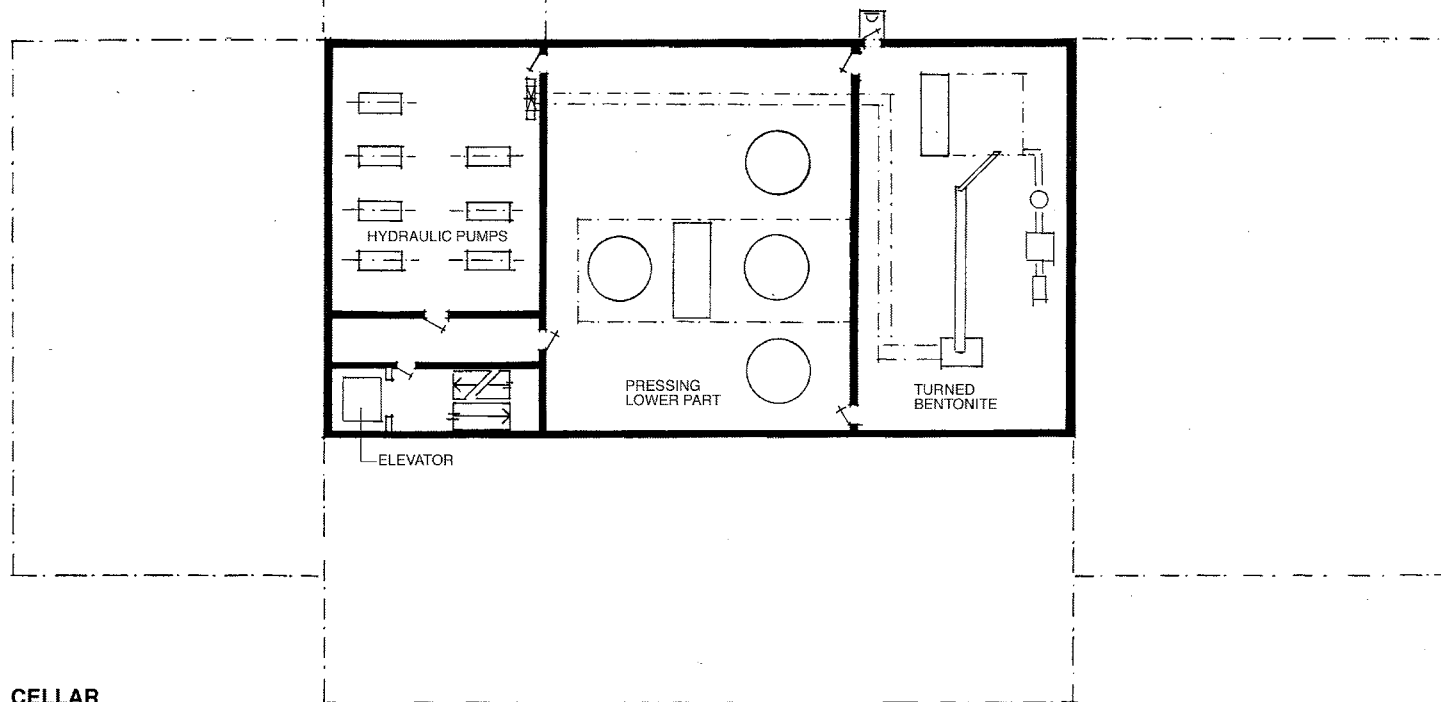 HYDRAULIC PUMPS
PRESSING
LOWER PART
TURNED
BENTONITE
ELEVATOR
CELLAR